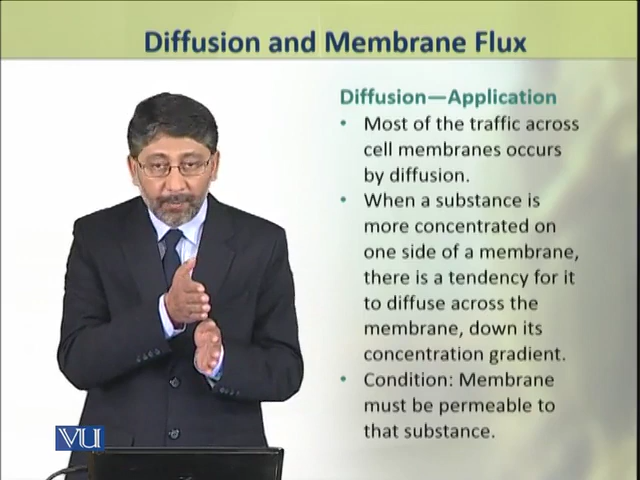 Diffusion and Membrane Flux
Diffusion—Application
• Most of the traffic across
cell membranes occurs
by diffusion.
• When a substance is
more concentrated on
one side of a membrane,
there is a tendency for it
to diffuse across the
membrane, down its
concentration gradient.
• Condition: Membrane
must be permeable to
that substance.
VU